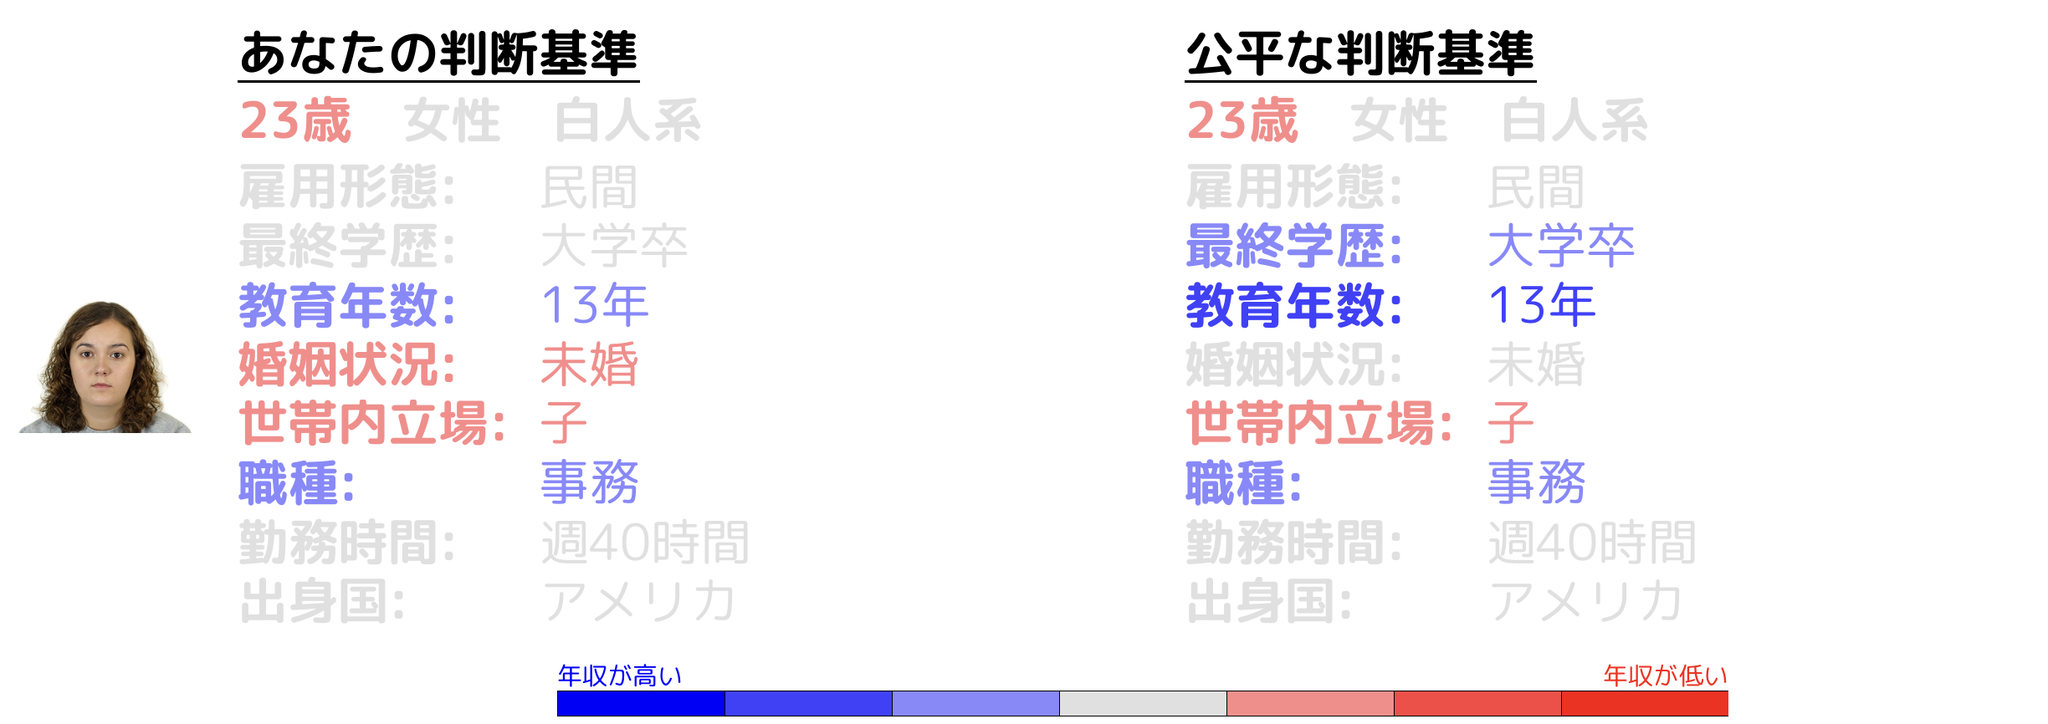 あなたの判断基準
23歳 女性 白人系
雇用形態: 民間
最終学歴: 大学卒
教育年数: 13年
婚姻状況: 未婚
世帯内立場: 子
職種: 事務
勤務時間: 週40時間
出身国: アメリカ
公平な判断基準
23歳 女性 白人系
雇用形態: 民間
最終学歴: 大学卒
教育年数: 13年
婚姻状況: 未婚
世帯内立場: 子
職種: 事務
勤務時間: 週40時間
出身国: アメリカ
年収が高い
年収が低い